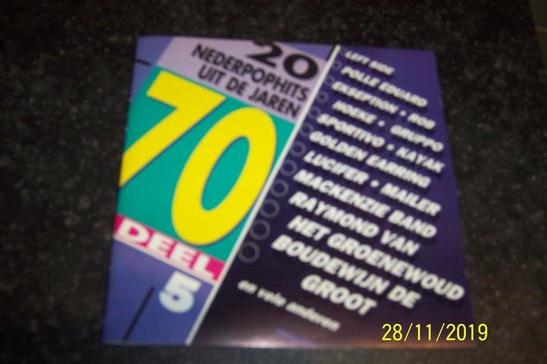 20
NEDERPOPHITS
UIT DE JAREN
70
DEEL
5
LEFT SIDE
POLLE EDUARD
EKSEPTION • ROB
HOEKE • GRUPPO
SPORTIVO • KAYAK
GOLDEN EARRING
LUCIFER • MAILER
MACKENZIE BAND
RAYMOND VAN
HET GROENEWOUD
BOUDEWIJN DE
GROOT
en vele anderen
28/11/2019